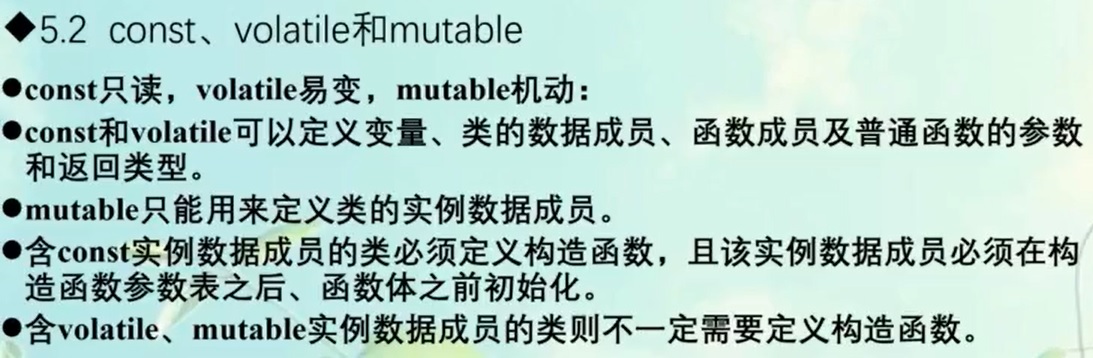 ◆5.2 const、volatile和mutable
●const只读，volatile易变，mutable机动：
●const和volatile可以定义变量、类的数据成员、函数成员及普通函数的参数
和返回类型。
●mutable只能用来定义类的实例数据成员。
●含const实例数据成员的类必须定义构造函数，且该实例数据成员必须在构
造函数参数表之后、函数体之前初始化。
●含volatile、mutable实例数据成员的类则不一定需要定义构造函数。